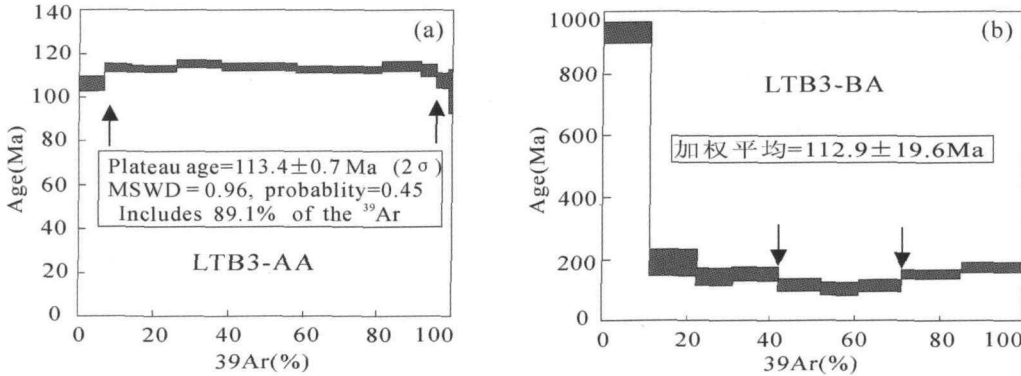 (a)
140
120
100
80
60
40
20
0
Age(Ma)
Plateau age=113.4±0.7 Ma (2σ)
MSWD=0.96, probablity=0.45
Includes 89.1% of the ³⁹Ar
LTB3-AA
0 20 40 60 80 100
39Ar(%)
(b)
1000
800
600
400
200
0
Age(Ma)
LTB3-BA
加权平均=112.9±19.6Ma
0 20 40 60 80 100
39Ar(%)